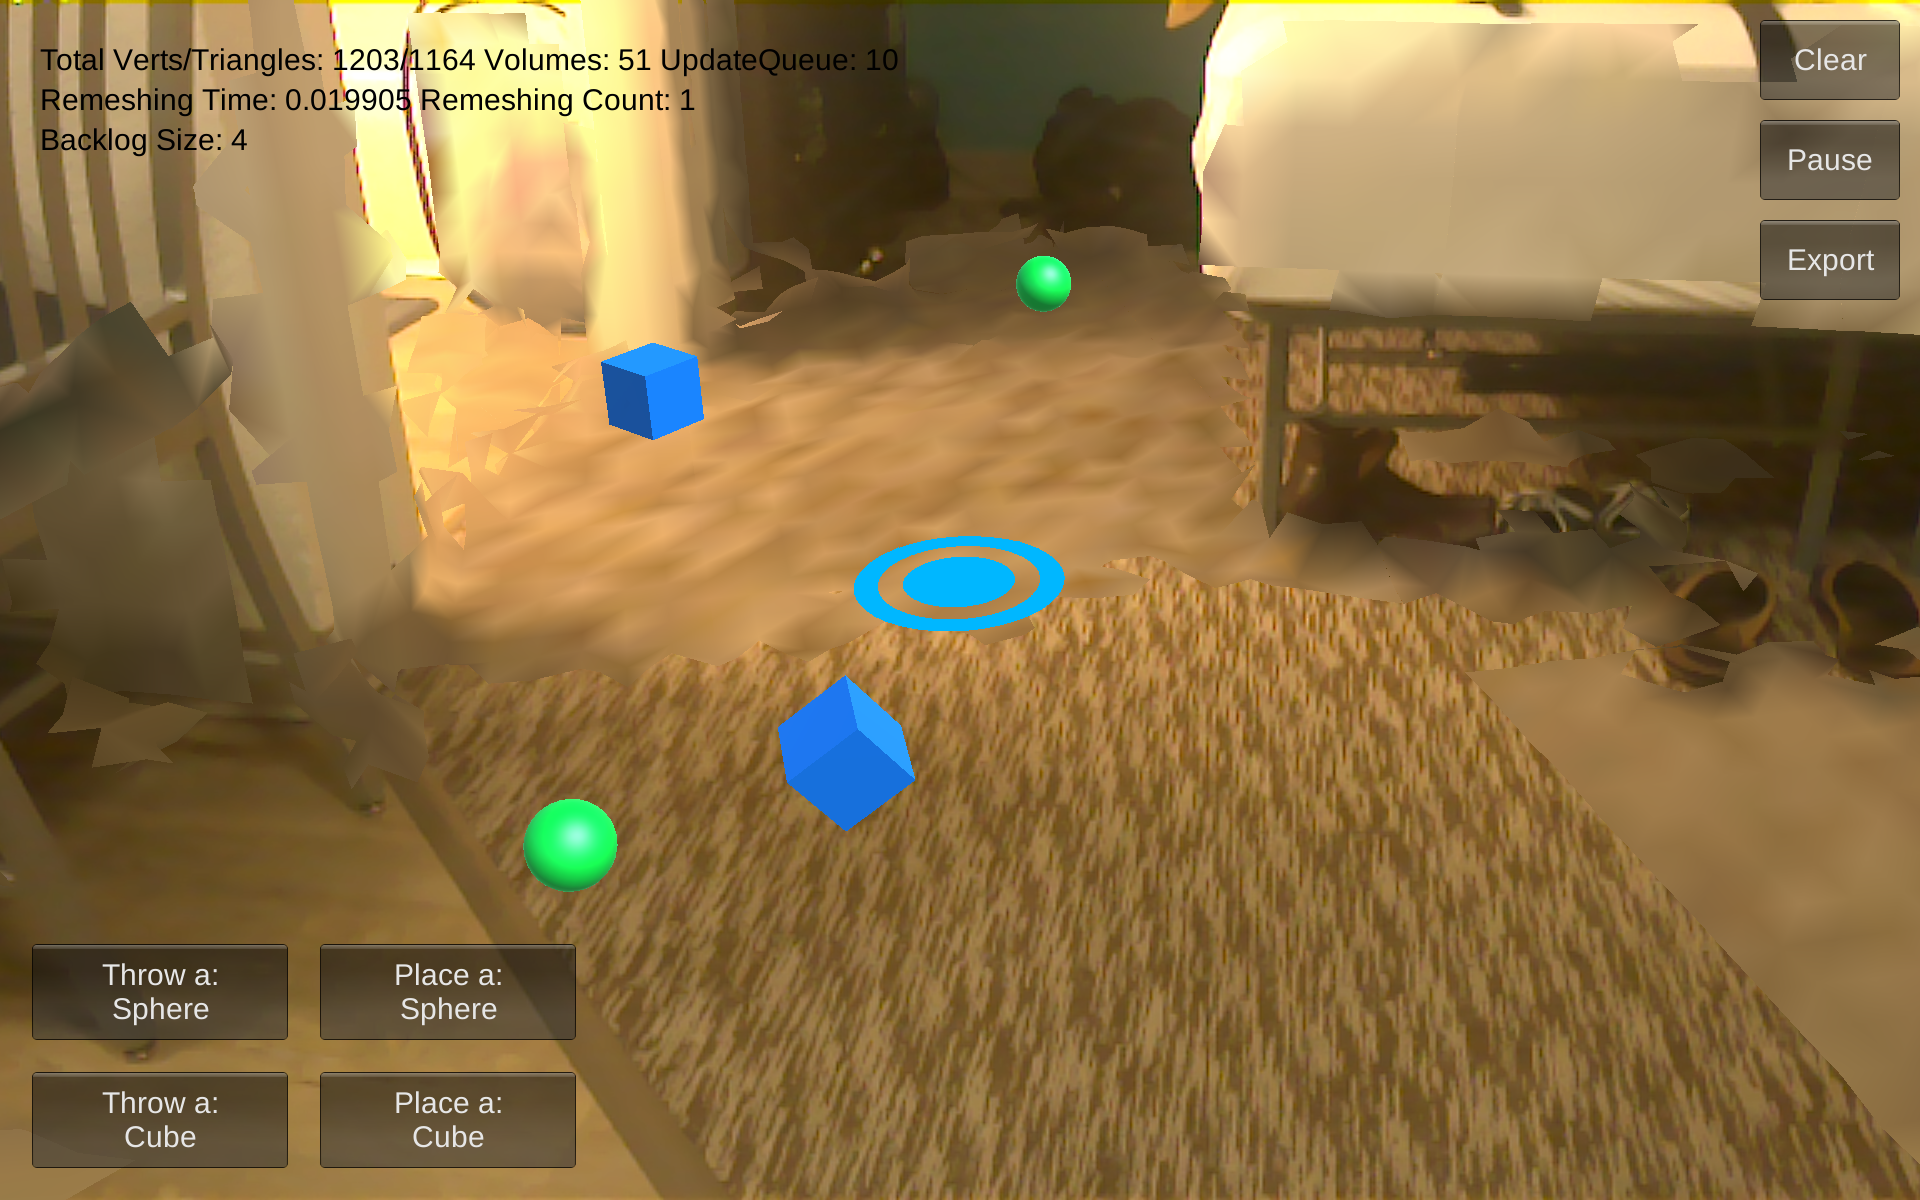 Total Verts/Triangles: 1203/1164 Volumes: 51 UpdateQueue: 10
Remeshing Time: 0.019905 Remeshing Count: 1
Backlog Size: 4
Clear
Pause
Export
Throw a:
Sphere
Place a:
Sphere
Throw a:
Cube
Place a:
Cube